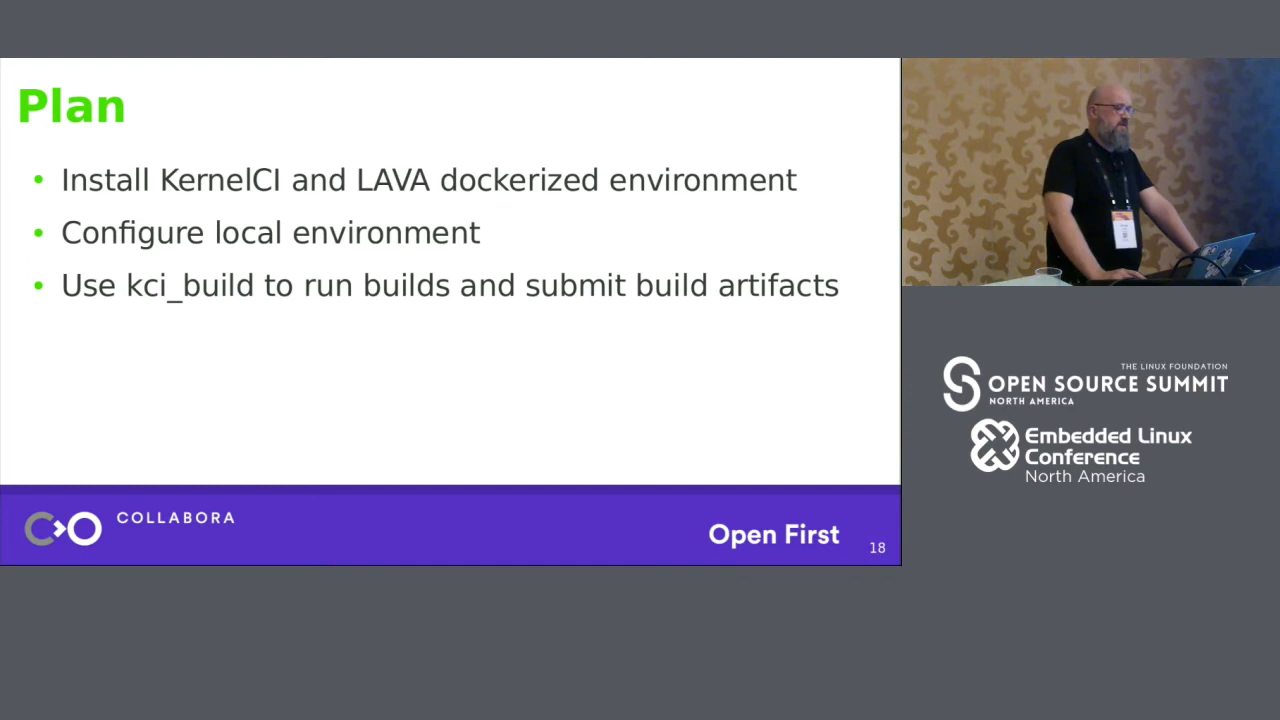 Plan
• Install KernelCI and LAVA dockerized environment
• Configure local environment
• Use kci_build to run builds and submit build artifacts
COLLABORA
Open First
18
THE LINUX FOUNDATION
OPEN SOURCE SUMMIT
NORTH AMERICA
Embedded Linux
Conference
North America